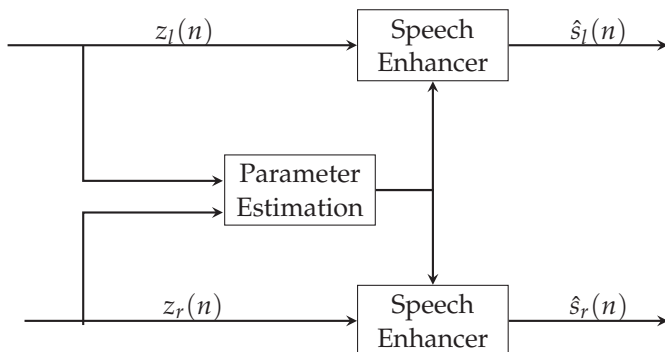 z_l(n)
Speech
Enhancer
ŝ_l(n)
Parameter
Estimation
z_r(n)
Speech
Enhancer
ŝ_r(n)